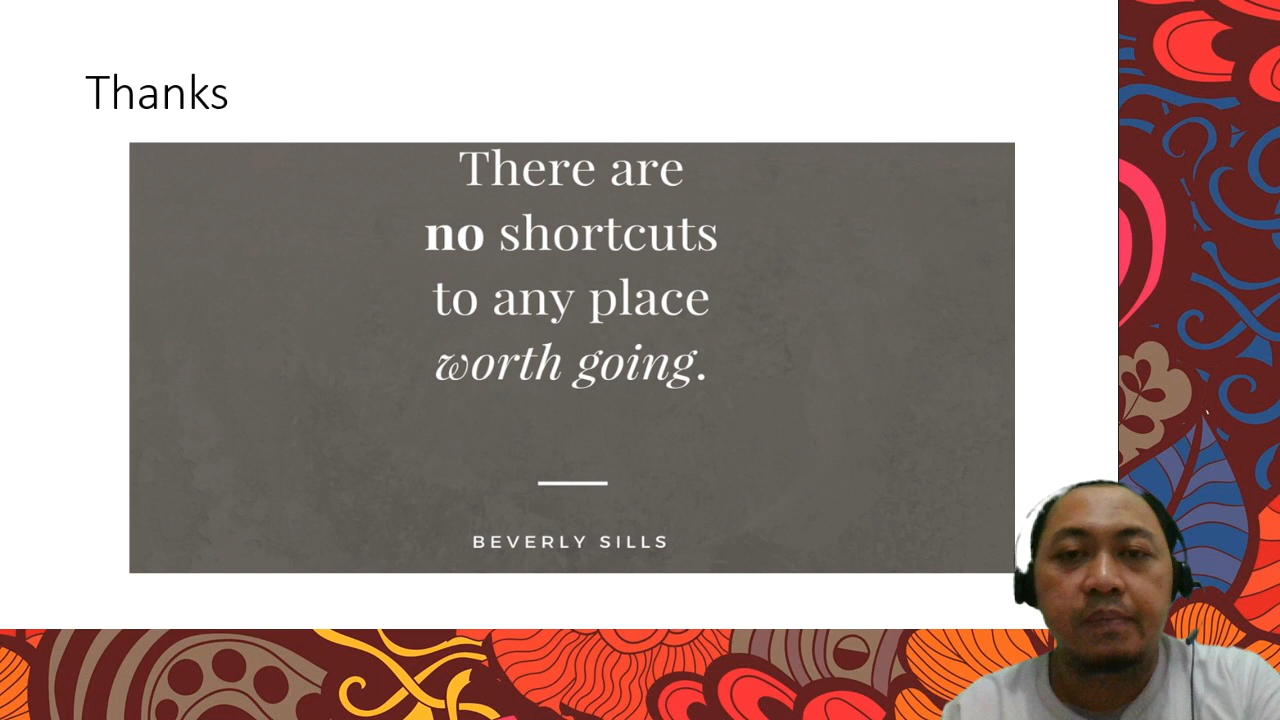 Thanks
There are
no shortcuts
to any place
worth going.
BEVERLY SILLS